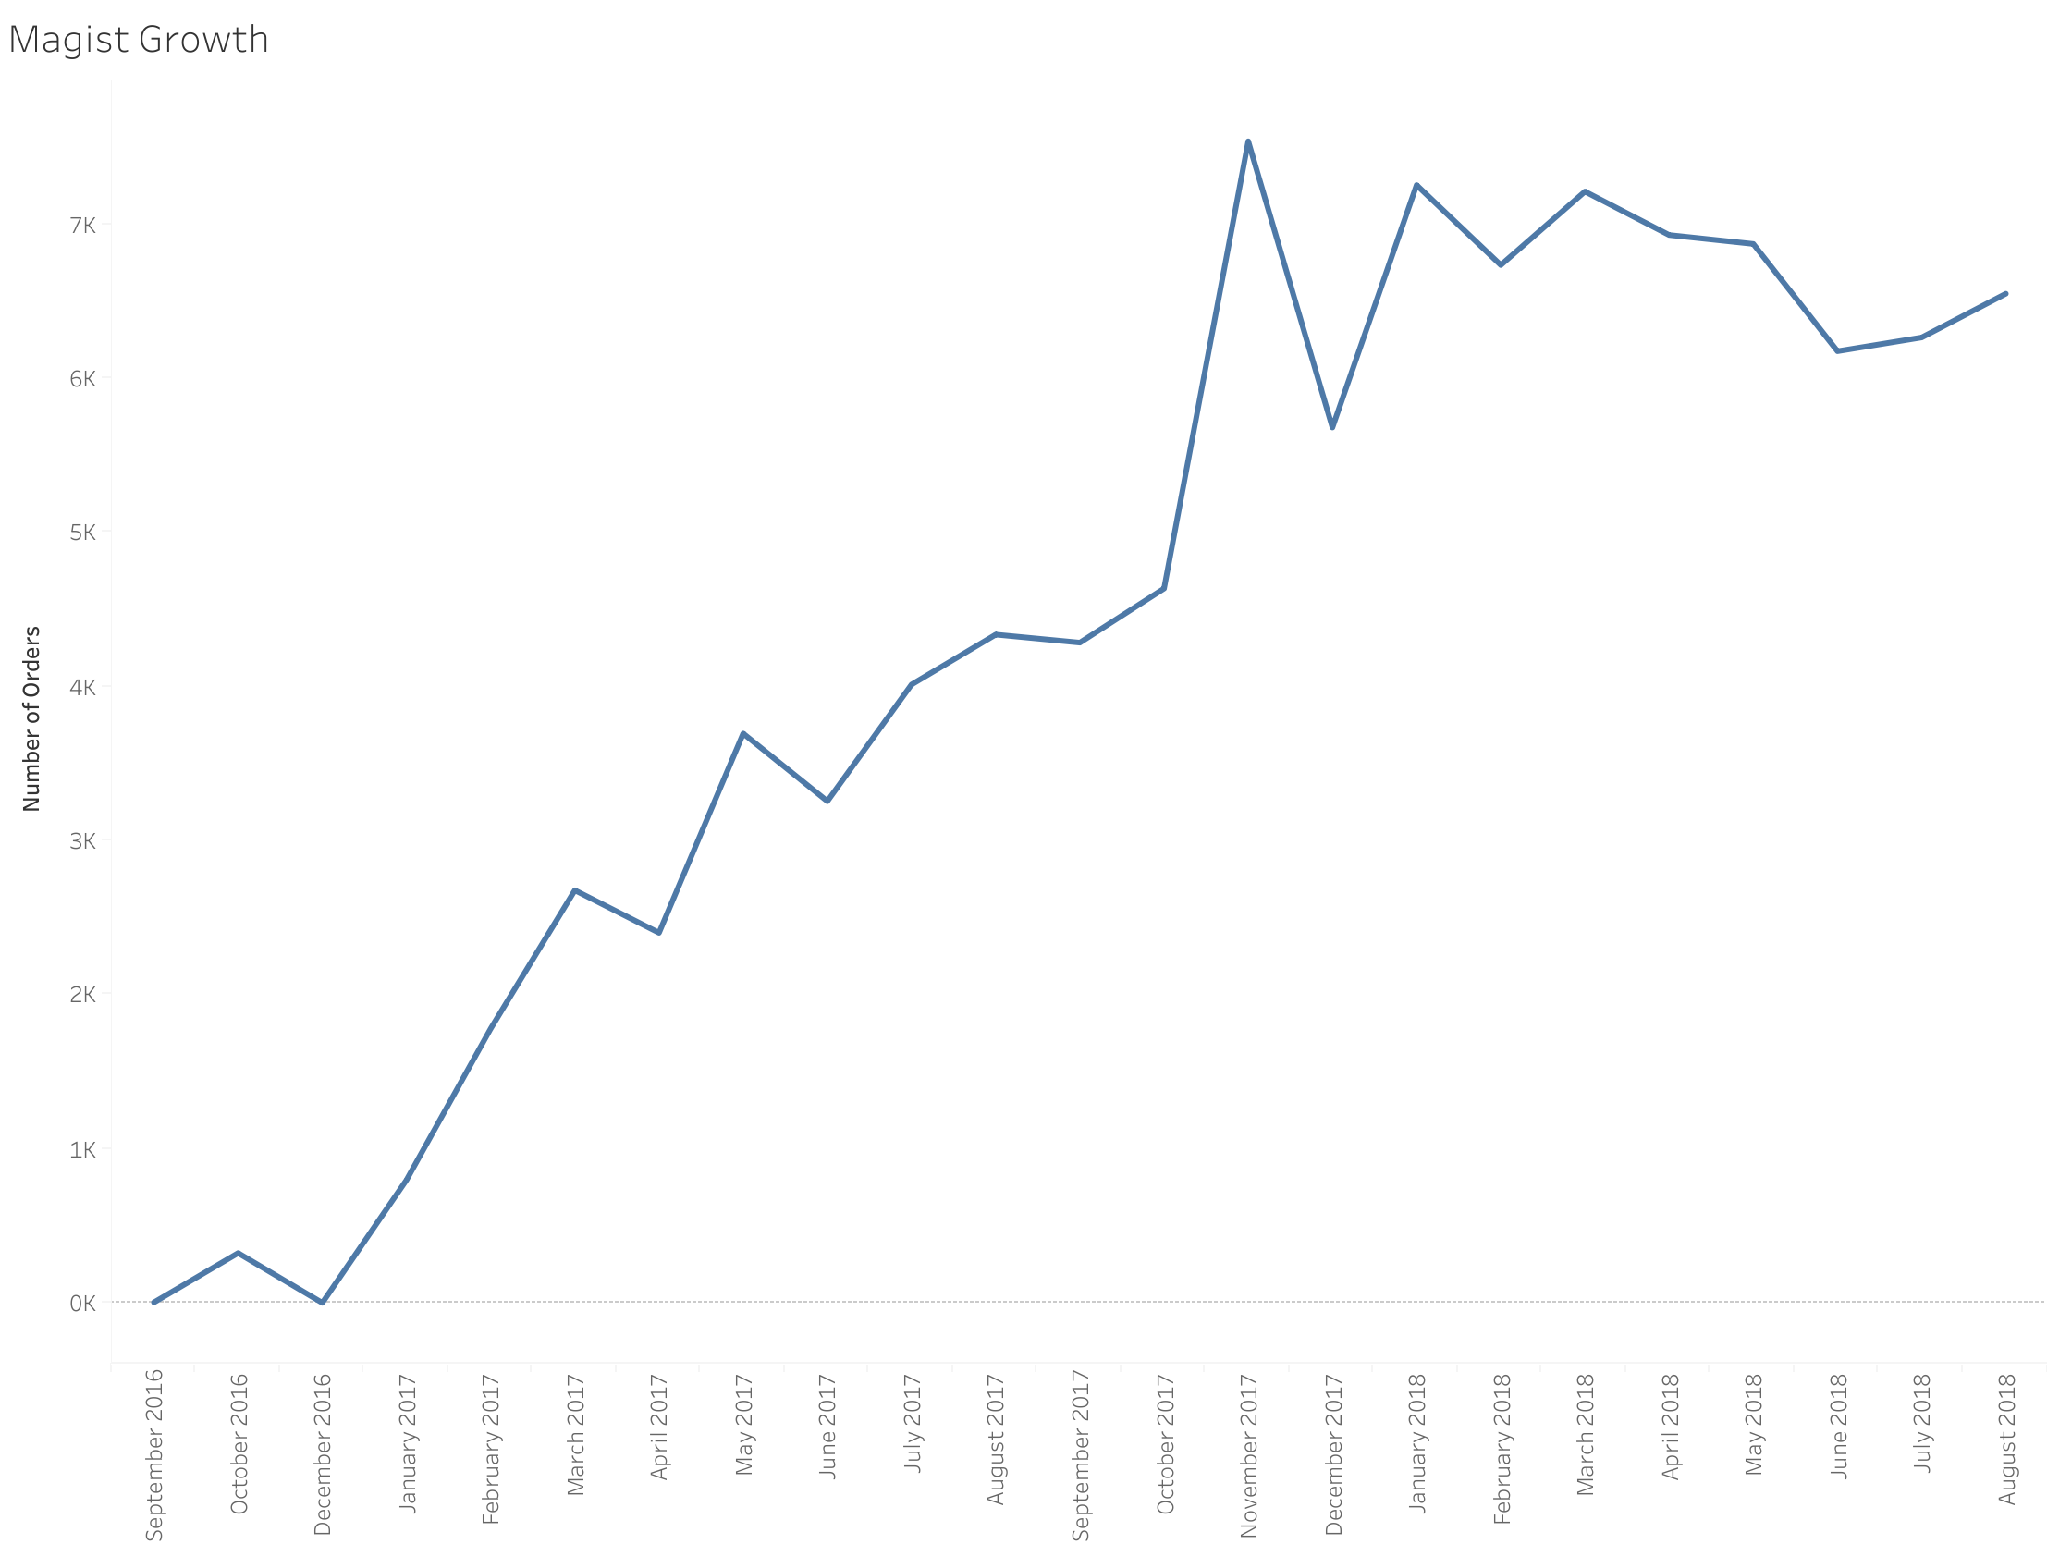 Magist Growth
Number of Orders
7K
6K
5K
4K
3K
2K
1K
0K
September 2016
October 2016
December 2016
January 2017
February 2017
March 2017
April 2017
May 2017
June 2017
July 2017
August 2017
September 2017
October 2017
November 2017
December 2017
January 2018
February 2018
March 2018
April 2018
May 2018
June 2018
July 2018
August 2018